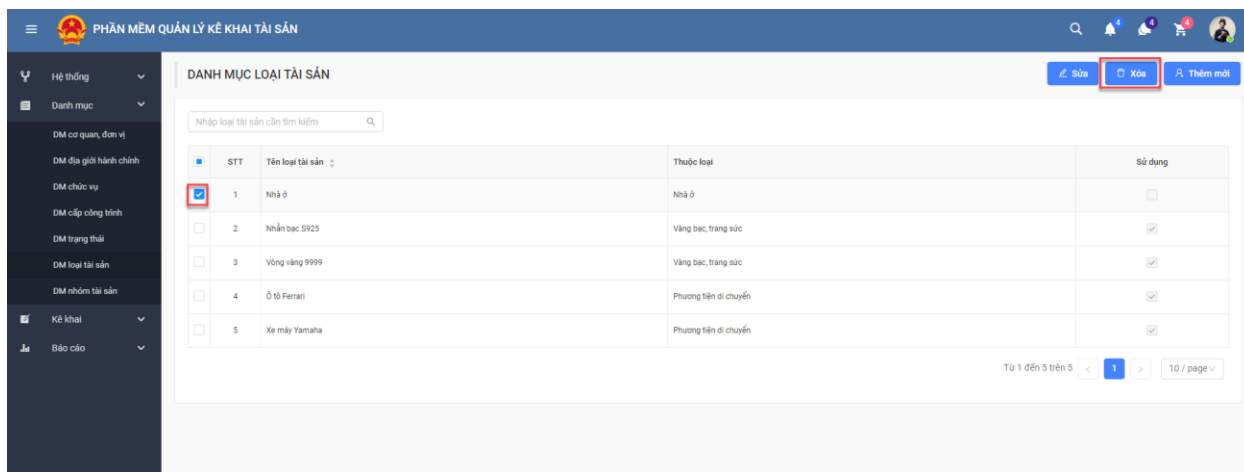 PHẦN MỀM QUẢN LÝ KÊ KHAI TÀI SẢN
4 4 4
Hệ thống
Danh mục
DM cơ quan, đơn vị
DM địa giới hành chính
DM chức vụ
DM cấp công trình
DM trạng thái
DM loại tài sản
DM nhóm tài sản
Kê khai
Báo cáo
DANH MỤC LOẠI TÀI SẢN
Sửa Xóa Thêm mới
Nhập loại tài sản cần tìm kiếm
STT Tên loại tài sản Thuộc loại Sử dụng
1 Nhà ở Nhà ở
2 Nhẫn bạc S925 Vàng bạc, trang sức
3 Vòng vàng 9999 Vàng bạc, trang sức
4 Ô tô Ferrari Phương tiện di chuyển
5 Xe máy Yamaha Phương tiện di chuyển
Từ 1 đến 5 trên 5 < 1 > 10 / page